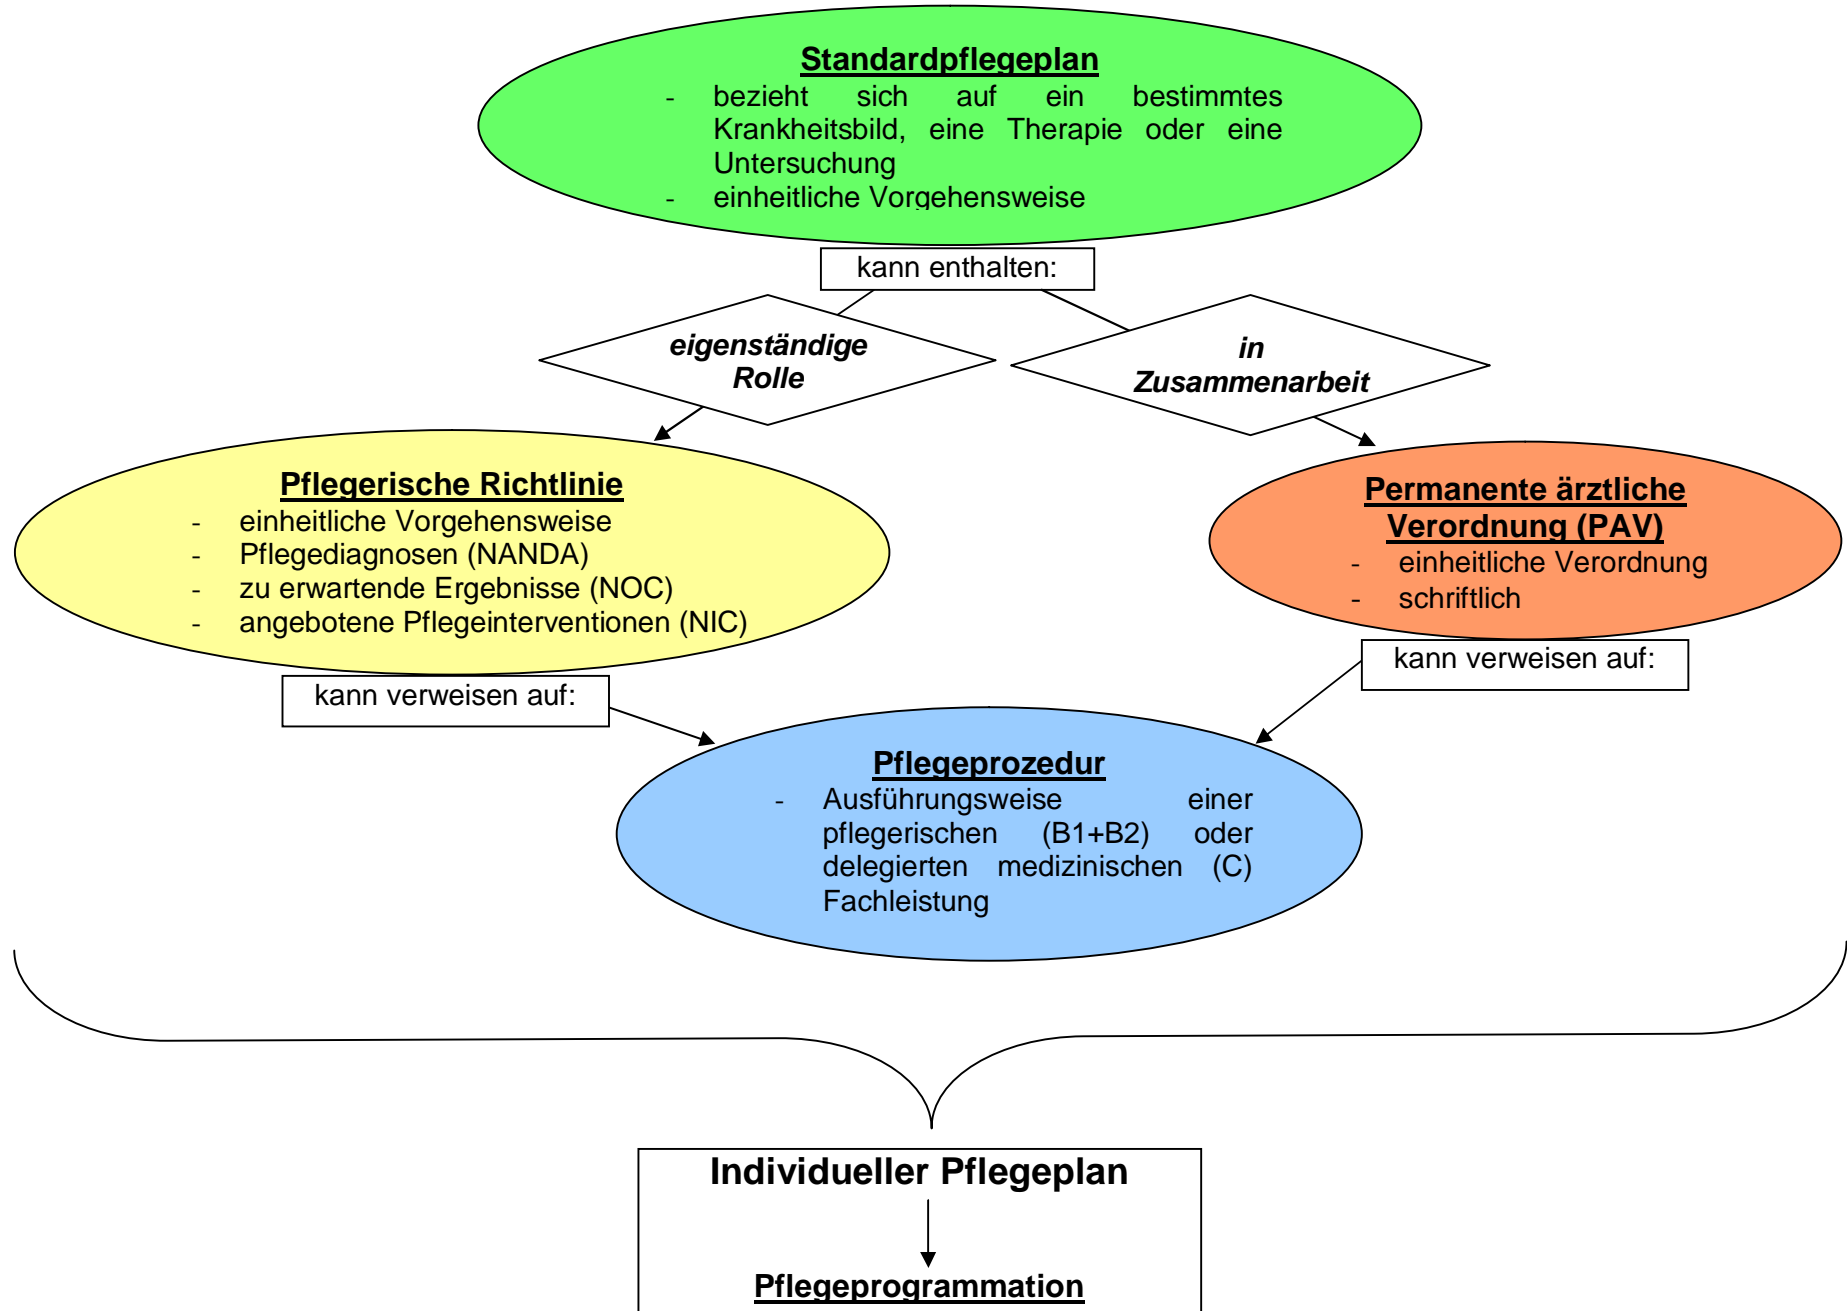 Standardpflegeplan
- bezieht sich auf ein bestimmtes
Krankheitsbild, eine Therapie oder eine
Untersuchung
- einheitliche Vorgehensweise
kann enthalten:
eigenständige
Rolle
in
Zusammenarbeit
Pflegerische Richtlinie
- einheitliche Vorgehensweise
- Pflegediagnosen (NANDA)
- zu erwartende Ergebnisse (NOC)
- angebotene Pflegeinterventionen (NIC)
Permanente ärztliche
Verordnung (PAV)
- einheitliche Verordnung
- schriftlich
kann verweisen auf:
kann verweisen auf:
Pflegeprozedur
- Ausführungsweise einer
pflegerischen (B1+B2) oder
delegierten medizinischen (C)
Fachleistung
Individueller Pflegeplan
Pflegeprogrammation